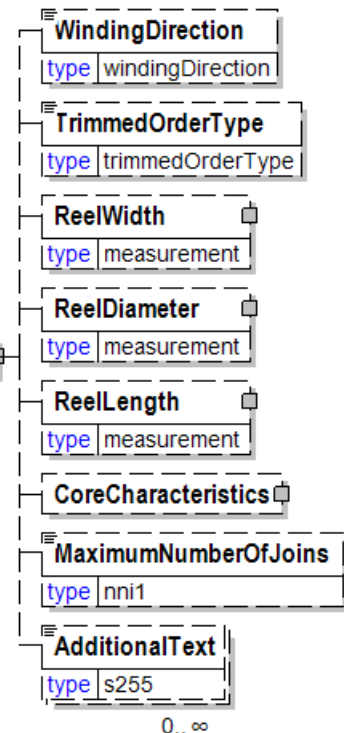 WindingDirection
type windingDirection
TrimmedOrderType
type trimmedOrderType
ReelWidth
type measurement
ReelDiameter
type measurement
ReelLength
type measurement
CoreCharacteristics
MaximumNumberOfJoins
type nni1
AdditionalText
type s255
0..∞